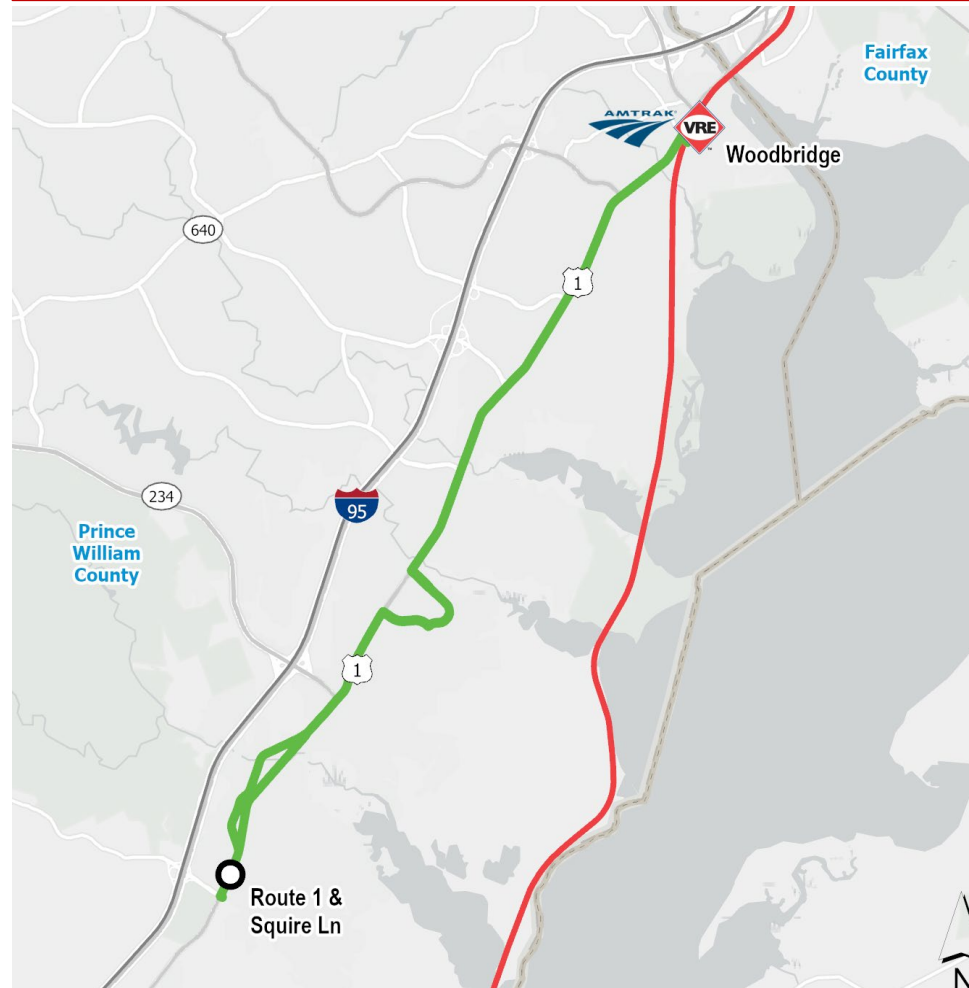 Fairfax
County
AMTRAK
VRE
Woodbridge
640
1
234
95
Prince
William
County
1
Route 1 &
Squire Ln
N